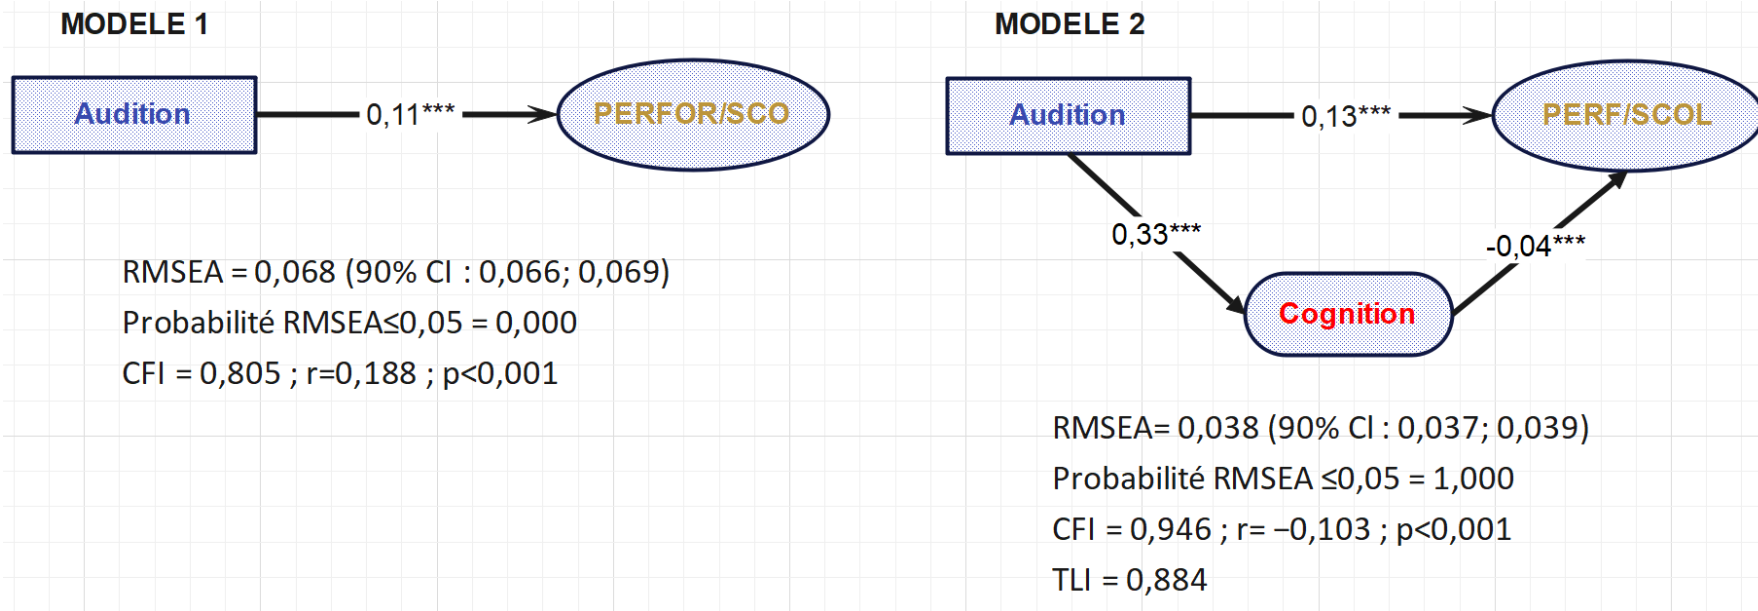 MODELE 1
Audition
0,11***
PERFOR/SCO
RMSEA = 0,068 (90% CI : 0,066; 0,069)
Probabilité RMSEA≤0,05 = 0,000
CFI = 0,805 ; r=0,188 ; p<0,001
MODELE 2
Audition
0,13***
PERF/SCOL
0,33***
-0,04***
Cognition
RMSEA= 0,038 (90% CI : 0,037; 0,039)
Probabilité RMSEA ≤0,05 = 1,000
CFI = 0,946 ; r= −0,103 ; p<0,001
TLI = 0,884